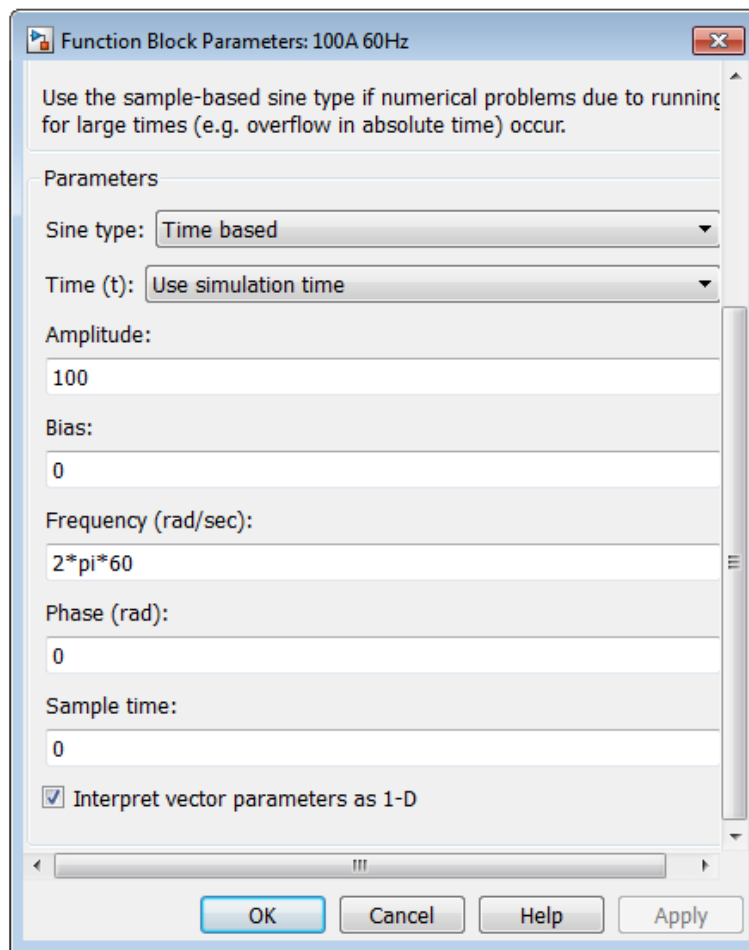 Function Block Parameters: 100A 60Hz
Use the sample-based sine type if numerical problems due to running
for large times (e.g. overflow in absolute time) occur.
Parameters
Sine type: Time based
Time (t): Use simulation time
Amplitude:
100
Bias:
0
Frequency (rad/sec):
2*pi*60
Phase (rad):
0
Sample time:
0
Interpret vector parameters as 1-D
OK Cancel Help Apply